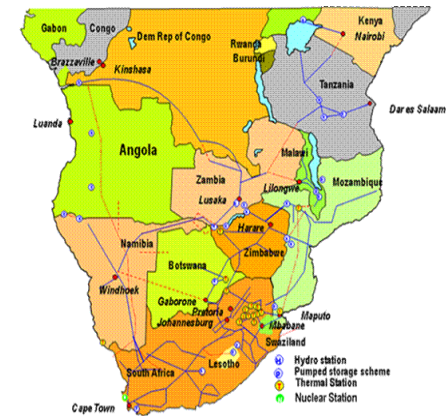 Gabon
Congo
Dem Rep of Congo
Kenya
Nairobi
Rwanda
Burundi
Brazzaville
Kinshasa
Tanzania
Dar es Salaam
Luanda
Angola
Malawi
Zambia
Lusaka
Lilongwe
Mozambique
Harare
Zimbabwe
Namibia
Botswana
Windhoek
Gaborone
Pretoria
Johannesburg
Maputo
Mbabane
Swaziland
South Africa
Lesotho
Cape Town
H Hydro station
P Pumped storage scheme
T Thermal Station
Nuclear Station